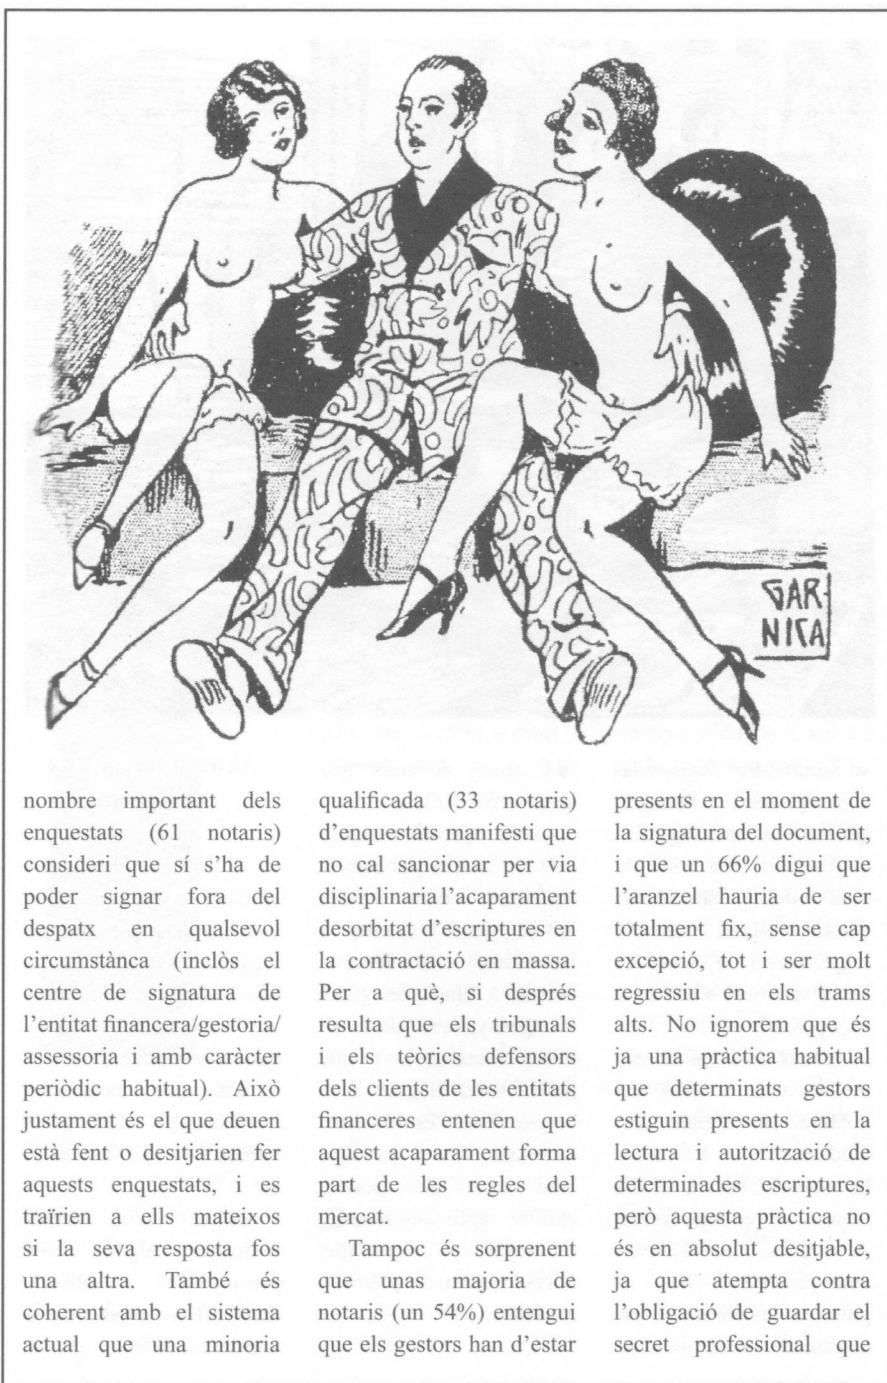 GAR-
NICA
nombre important dels
enquestats (61 notaris)
consideri que sí s'ha de
poder signar fora del
despatx en qualsevol
circumstànca (inclòs el
centre de signatura de
l'entitat financera/gestoria/
assessoria i amb caràcter
periòdic habitual). Això
justament és el que deuen
està fent o desitjarien fer
aquests enquestats, i es
traïrien a ells mateixos
si la seva resposta fos
una altra. També és
coherent amb el sistema
actual que una minoria
qualificada (33 notaris)
d'enquestats manifesti que
no cal sancionar per via
disciplinaria l'acaparament
desorbitat d'escriptures en
la contractació en massa.
Per a què, si després
resulta que els tribunals
i els teòrics defensors
dels clients de les entitats
financeres entenen que
aquest acaparament forma
part de les regles del
mercat.
Tampoc és sorprenent
que unas majoria de
notaris (un 54%) entengui
que els gestors han d'estar
presents en el moment de
la signatura del document,
i que un 66% digui que
l'aranzel hauria de ser
totalment fix, sense cap
excepció, tot i ser molt
regressiu en els trams
alts. No ignorem que és
ja una pràctica habitual
que determinats gestors
estiguin presents en la
lectura i autorització de
determinades escriptures,
però aquesta pràctica no
és en absolut desitjable,
ja que atempta contra
l'obligació de guardar el
secret professional que